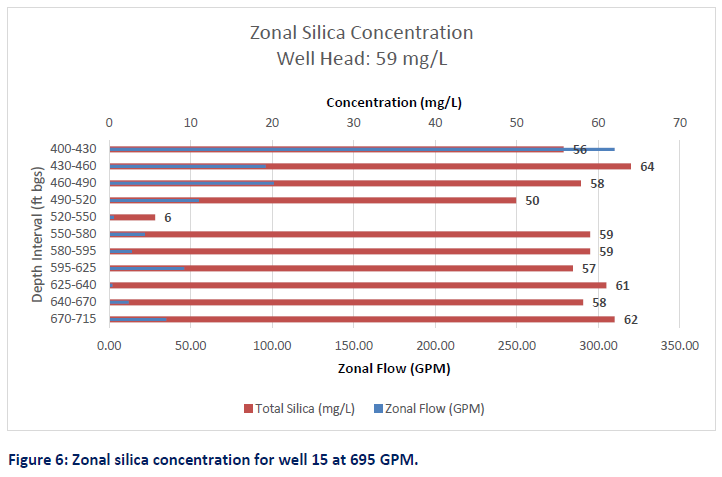 Zonal Silica Concentration
Well Head: 59 mg/L
Concentration (mg/L)
0 10 20 30 40 50 60 70
Depth Interval (ft bgs)
400-430 56
430-460 64
460-490 58
490-520 50
520-550 6
550-580 59
580-595 59
595-625 57
625-640 61
640-670 58
670-715 62
0.00 50.00 100.00 150.00 200.00 250.00 300.00 350.00
Zonal Flow (GPM)
Total Silica (mg/L) Zonal Flow (GPM)
Figure 6: Zonal silica concentration for well 15 at 695 GPM.